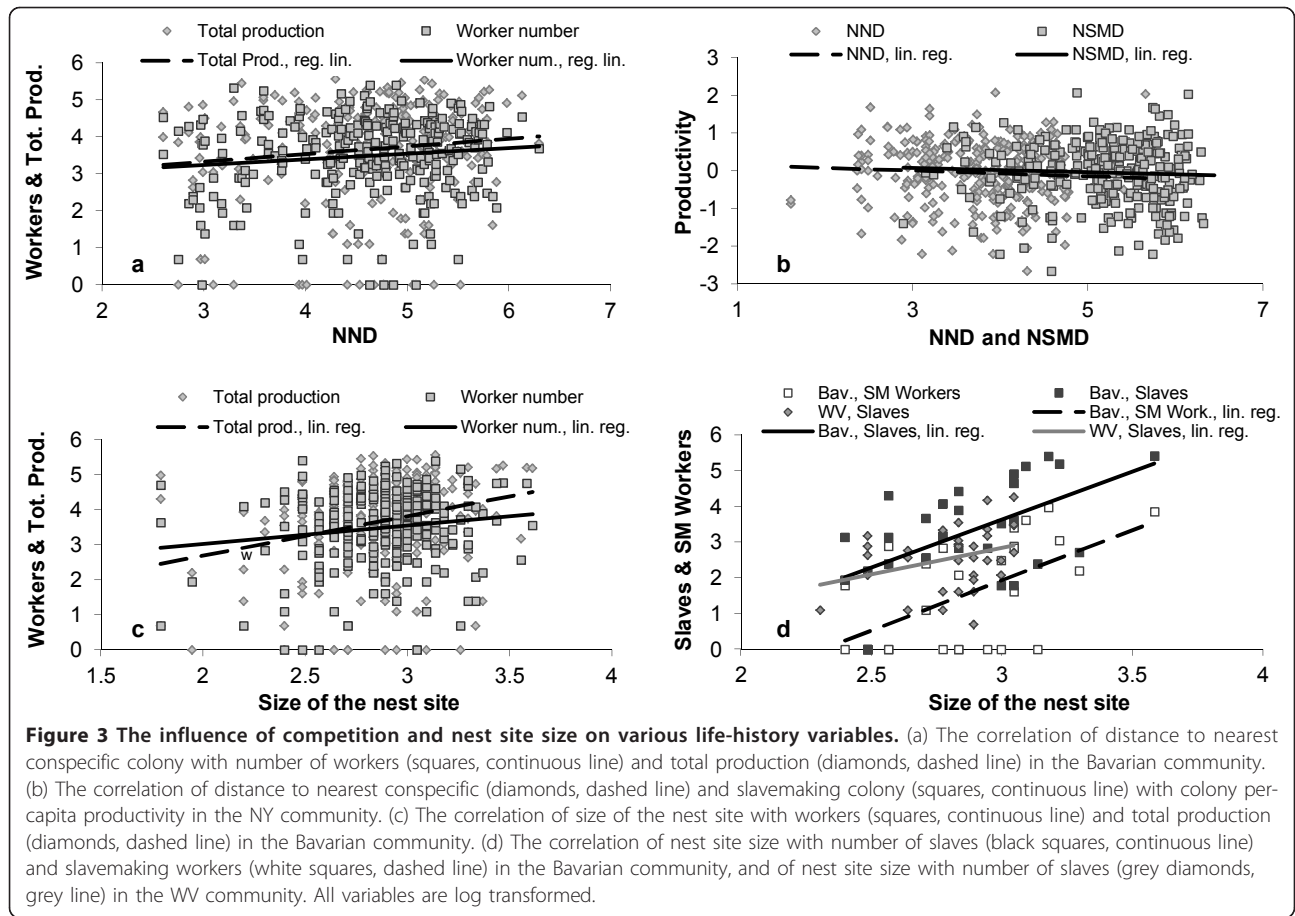 Total production Worker number
Total Prod., reg. lin. Worker num., reg. lin.
Workers & Tot. Prod.
6
5
4
3
2
1
0
a
2 3 4 5 6 7
NND
NND NSMD
NND, lin. reg. NSMD, lin. reg.
Productivity
3
2
1
0
-1
-2
-3
b
1 3 5 7
NND and NSMD
Total production Worker number
Total prod., lin. reg. Worker num., lin. reg.
Workers & Tot. Prod.
6
5
4
3
2
1
0
w
c
1.5 2 2.5 3 3.5 4
Size of the nest site
Bav., SM Workers Bav., Slaves
WV, Slaves Bav., SM Work., lin. reg.
Bav., Slaves, lin. reg. WV, Slaves, lin. reg.
Slaves & SM Workers
6
5
4
3
2
1
0
d
2 2.5 3 3.5 4
Size of the nest site
Figure 3 The influence of competition and nest site size on various life-history variables. (a) The correlation of distance to nearest
conspecific colony with number of workers (squares, continuous line) and total production (diamonds, dashed line) in the Bavarian community.
(b) The correlation of distance to nearest conspecific (diamonds, dashed line) and slavemaking colony (squares, continuous line) with colony per-
capita productivity in the NY community. (c) The correlation of size of the nest site with workers (squares, continuous line) and total production
(diamonds, dashed line) in the Bavarian community. (d) The correlation of nest site size with number of slaves (black squares, continuous line)
and slavemaking workers (white squares, dashed line) in the Bavarian community, and of nest site size with number of slaves (grey diamonds,
grey line) in the WV community. All variables are log transformed.